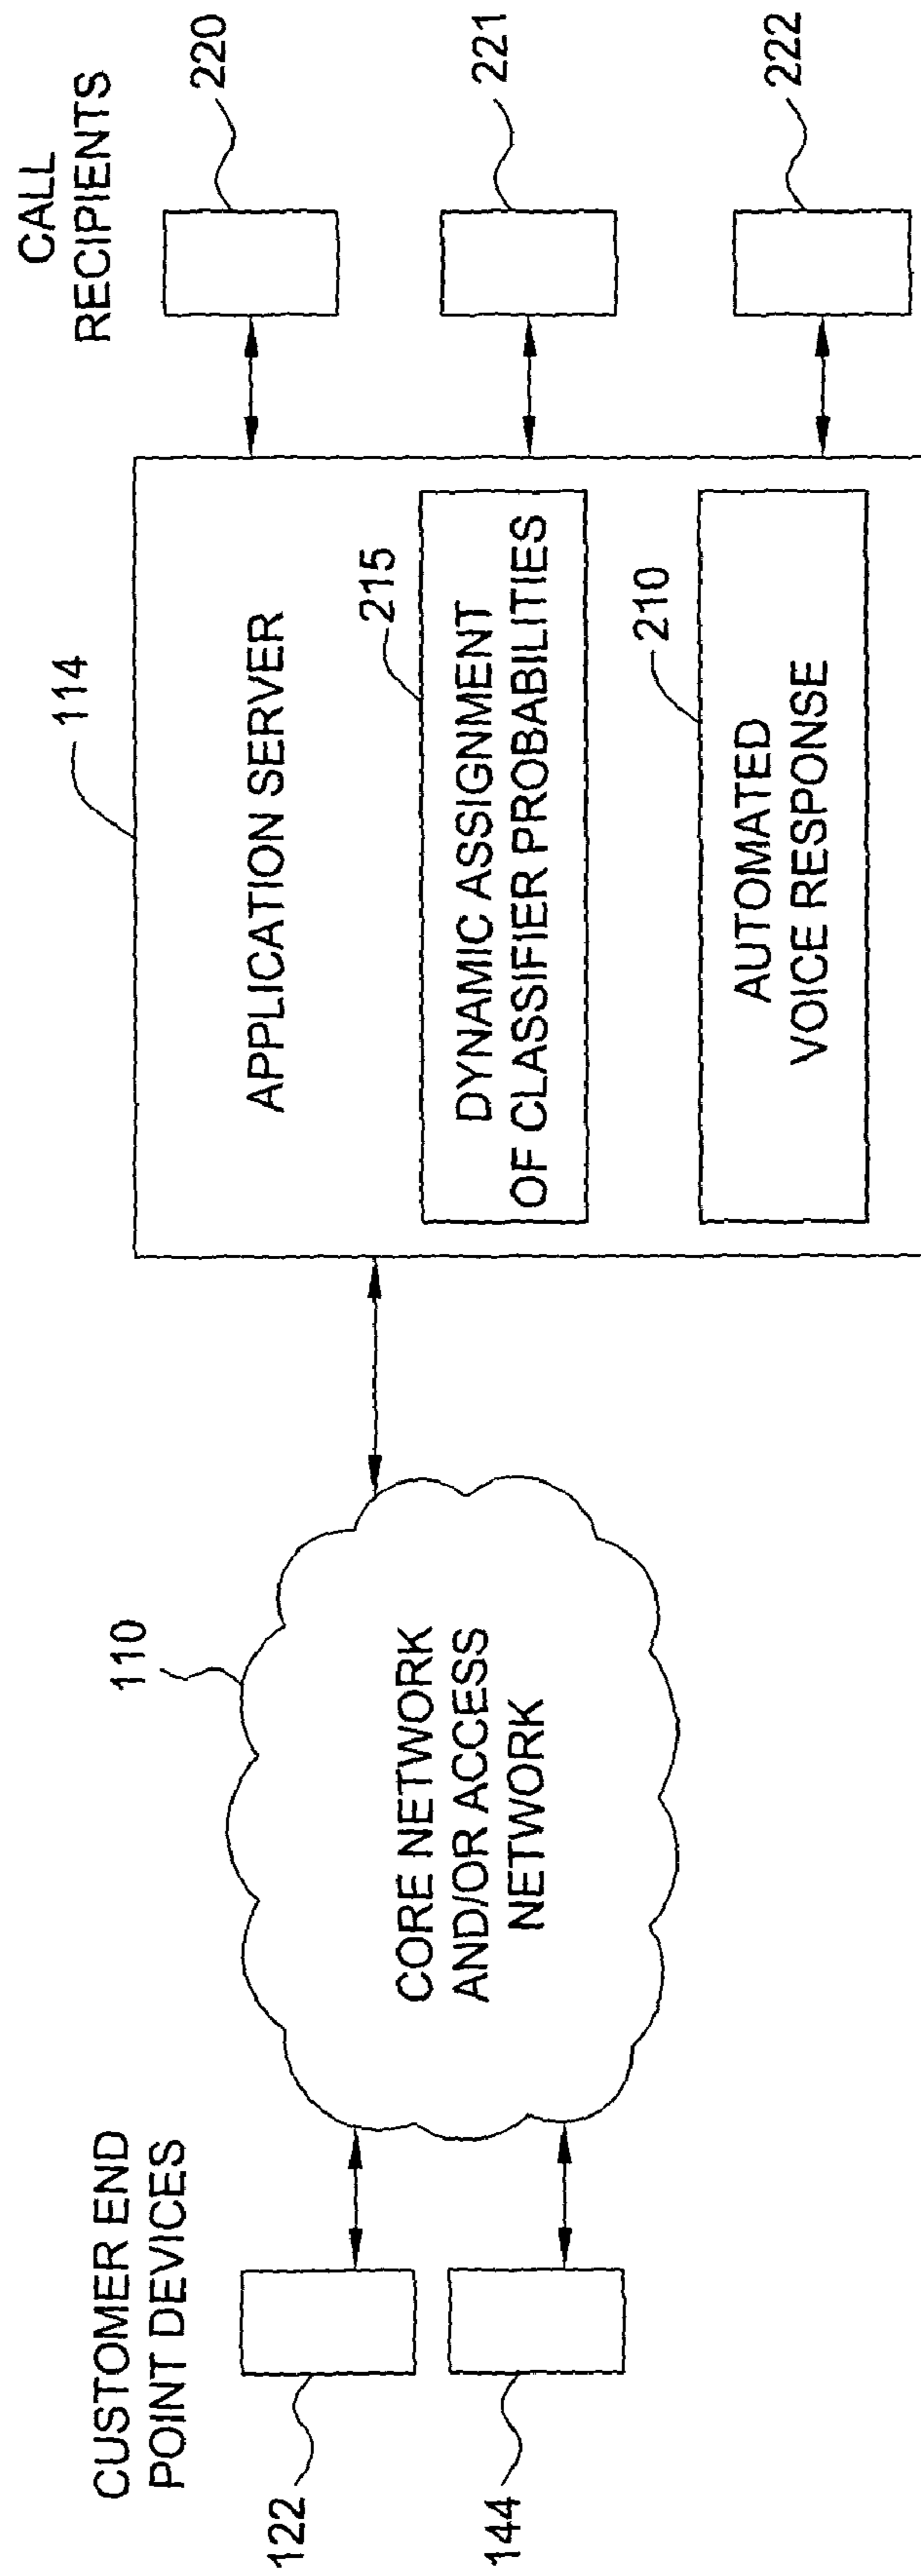 CUSTOMER END
POINT DEVICES
122
144
110
CORE NETWORK
AND/OR ACCESS
NETWORK
114
APPLICATION SERVER
215
DYNAMIC ASSIGNMENT
OF CLASSIFIER PROBABILITIES
210
AUTOMATED
VOICE RESPONSE
CALL
RECIPIENTS
220
221
222